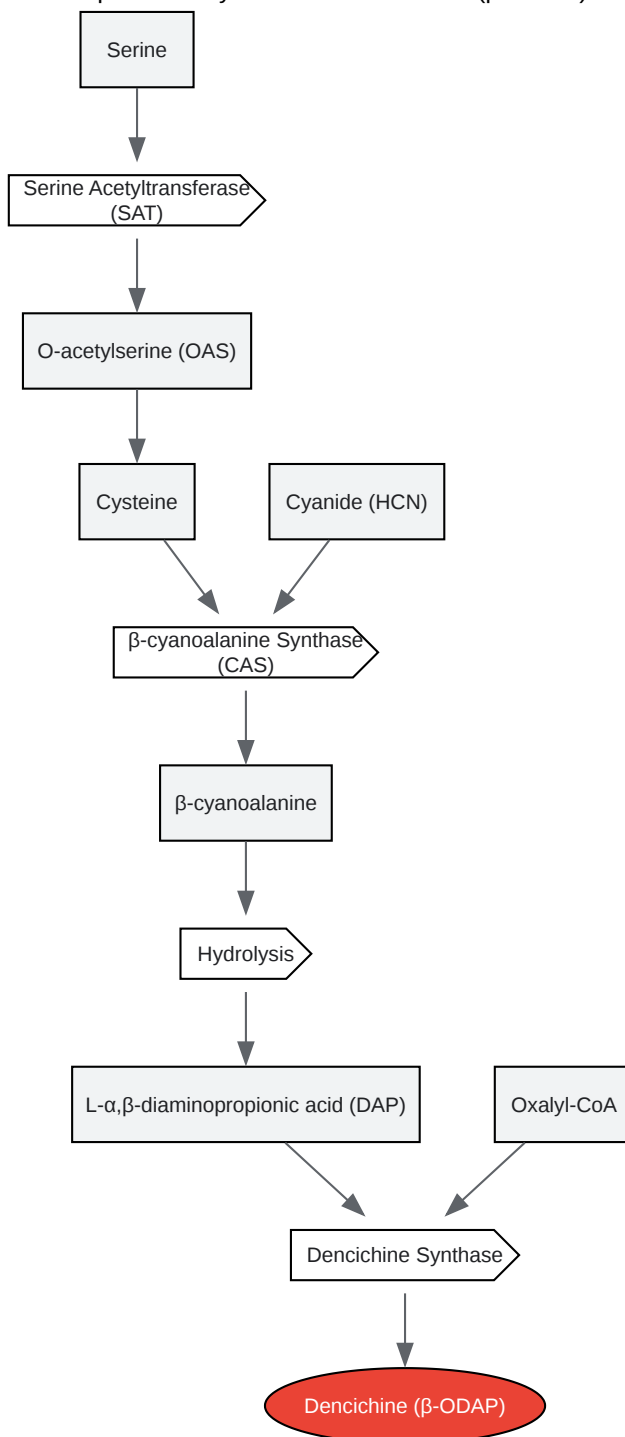 Serine
Serine Acetyltransferase
(SAT)
O-acetylserine (OAS)
Cysteine
Cyanide (HCN)
β-cyanoalanine Synthase
(CAS)
β-cyanoalanine
Hydrolysis
L-α,β-diaminopropionic acid (DAP)
Oxalyl-CoA
Dencichine Synthase
Dencichine (β-ODAP)